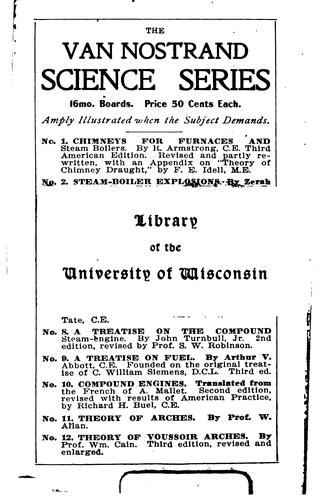 THE
VAN NOSTRAND
SCIENCE SERIES
16mo. Boards. Price 50 Cents Each.
Amply Illustrated when the Subject Demands.
No. 1. CHIMNEYS FOR FURNACES AND
Steam Boilers. By R. Armstrong, C.E. Third
American Edition. Revised and partly re-
written, with an Appendix on "Theory of
Chimney Draught," by F. E. Idell, M.E.
No. 2. STEAM-BOILER EXPLOSIONS. By Zerah
Library
of the
University of Wisconsin
Tate, C.E.
No. 8. A TREATISE ON THE COMPOUND
Steam-engine. By John Turnbull, Jr. 2nd
edition, revised by Prof. S. W. Robinson.
No. 9. A TREATISE ON FUEL. By Arthur V.
Abbott, C.E. Founded on the original treat-
ise of C. William Siemens, D.C.L. Third ed.
No. 10. COMPOUND ENGINES. Translated from
the French of A. Mallet. Second edition,
revised with results of American Practice,
by Richard H. Buel, C.E.
No. 11. THEORY OF ARCHES. By Prof. W.
Allan.
No. 12. THEORY OF VOUSSOIR ARCHES. By
Prof. Wm. Cain. Third edition, revised and
enlarged.